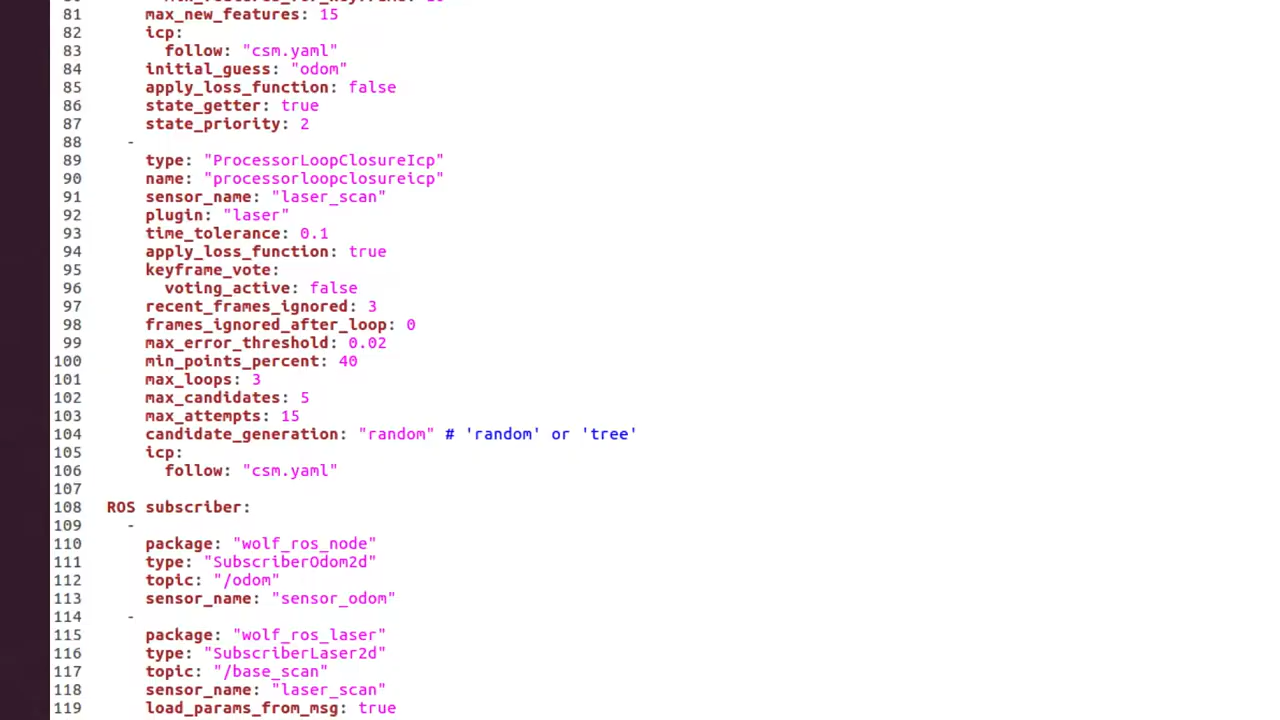 81 max_new_features: 15
82 icp:
83 follow: "csm.yaml"
84 initial_guess: "odom"
85 apply_loss_function: false
86 state_getter: true
87 state_priority: 2
88 -
89 type: "ProcessorLoopClosureIcp"
90 name: "processorloopclosureicp"
91 sensor_name: "laser_scan"
92 plugin: "laser"
93 time_tolerance: 0.1
94 apply_loss_function: true
95 keyframe_vote:
96 voting_active: false
97 recent_frames_ignored: 3
98 frames_ignored_after_loop: 0
99 max_error_threshold: 0.02
100 min_points_percent: 40
101 max_loops: 3
102 max_candidates: 5
103 max_attempts: 15
104 candidate_generation: "random" # 'random' or 'tree'
105 icp:
106 follow: "csm.yaml"
107
108 ROS subscriber:
109 -
110 package: "wolf_ros_node"
111 type: "SubscriberOdom2d"
112 topic: "/odom"
113 sensor_name: "sensor_odom"
114 -
115 package: "wolf_ros_laser"
116 type: "SubscriberLaser2d"
117 topic: "/base_scan"
118 sensor_name: "laser_scan"
119 load_params_from_msg: true